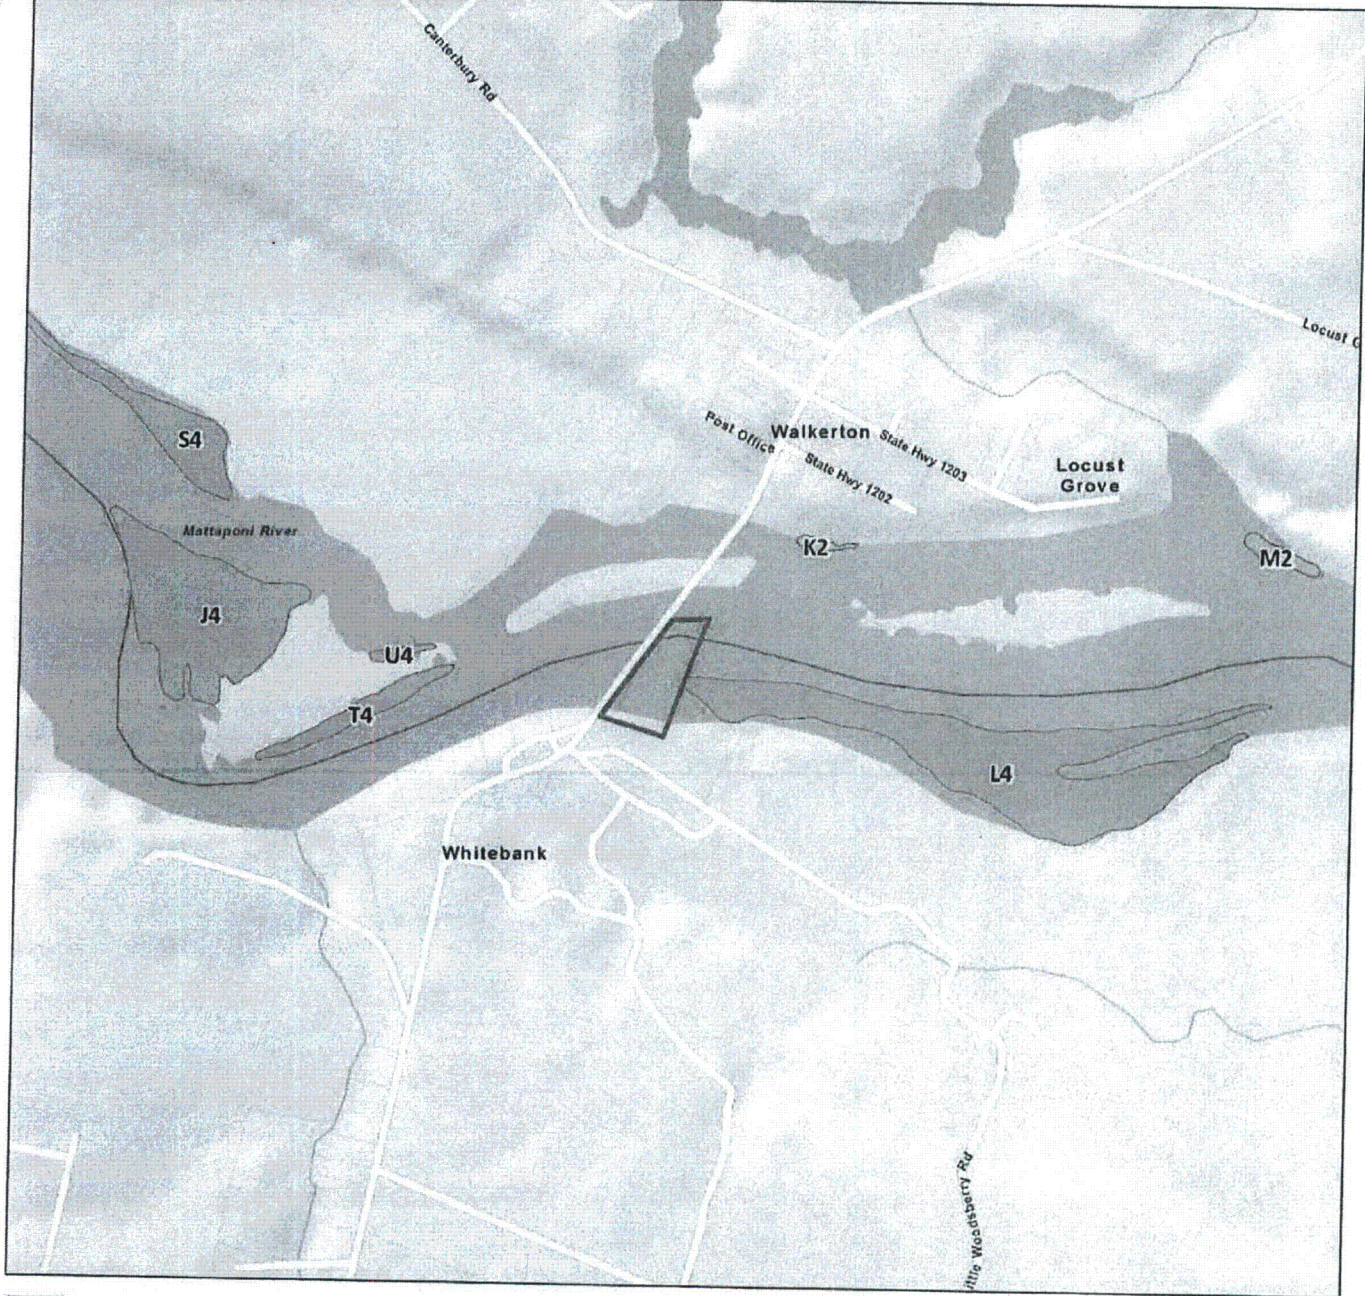 Canterbury Rd
Locust G
S4
Post Office
Walkerton
State Hwy 1203
State Hwy 1202
Locust
Grove
Mattaponi River
K2
M2
J4
U4
T4
L4
Whitebank
ittle Woodsberry Rd